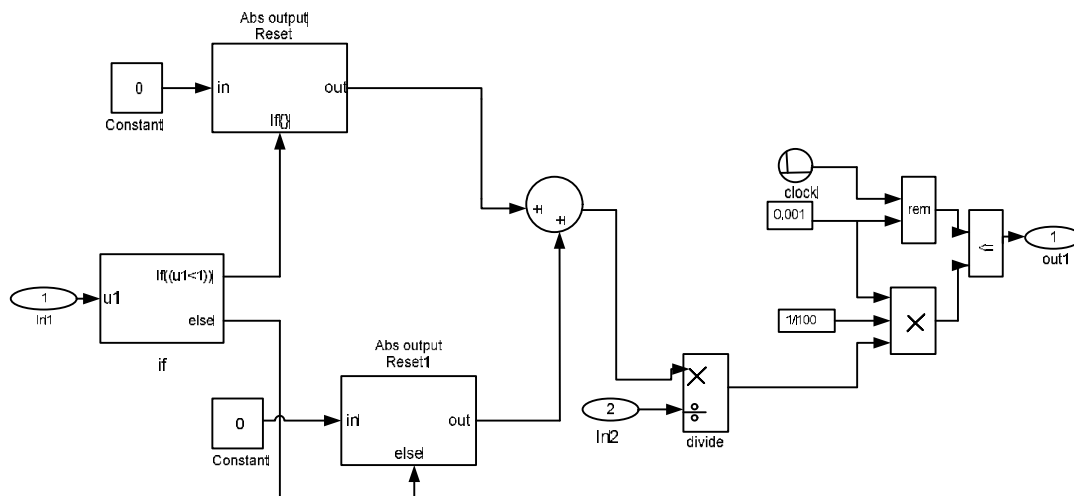 Abs output
Reset
0
in
out
If{}
Constant
clock
0,001
rem
<=
1
out1
1
In1
u1
If((u1<1))
else
if
+
+
1/100
×
Abs output
Reset1
0
in
out
else
Constant
2
In2
×
÷
divide